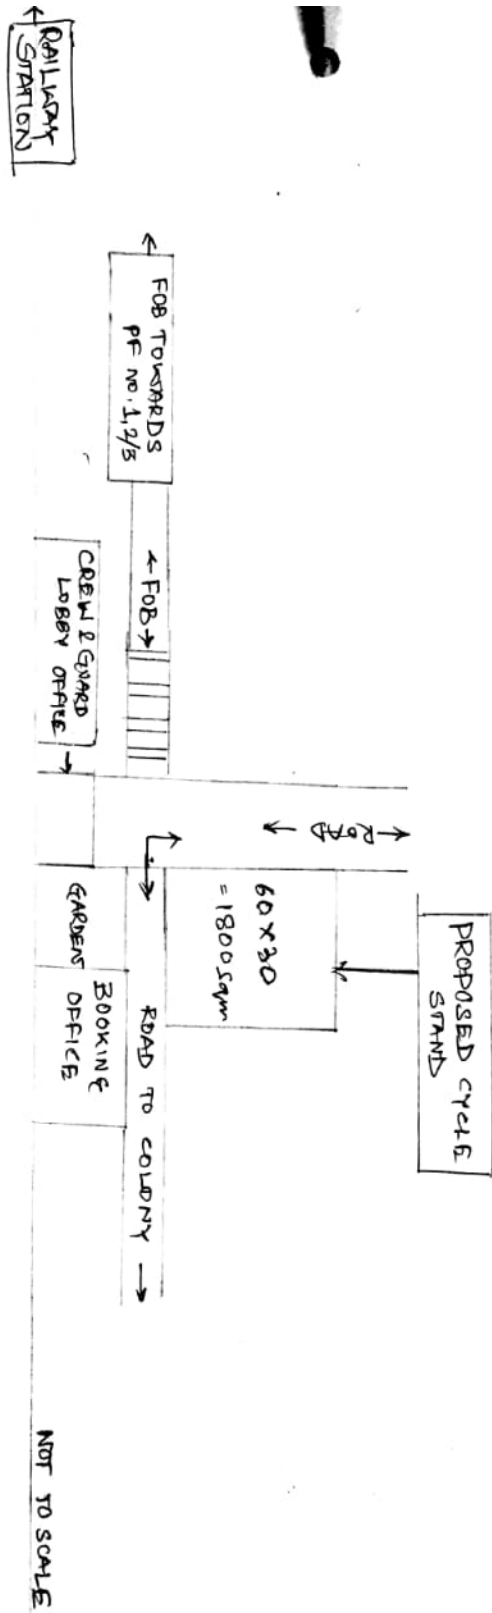 RAILWAY
STATION
FOB TOWARDS
PF NO. 1,2/3
← FOB →
CREW & GUARD
LOBBY OFFICE →
← ROAD →
PROPOSED CYCLE
STAND
60 x 30
= 1800 sqm
ROAD TO COLONY →
GARDEN
BOOKING
OFFICE
NOT TO SCALE